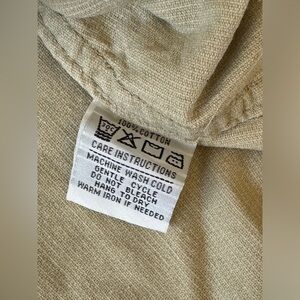 100% COTTON
CARE INSTRUCTIONS
MACHINE WASH COLD
GENTLE CYCLE
DO NOT BLEACH
HANG TO DRY
WARM IRON IF NEEDED